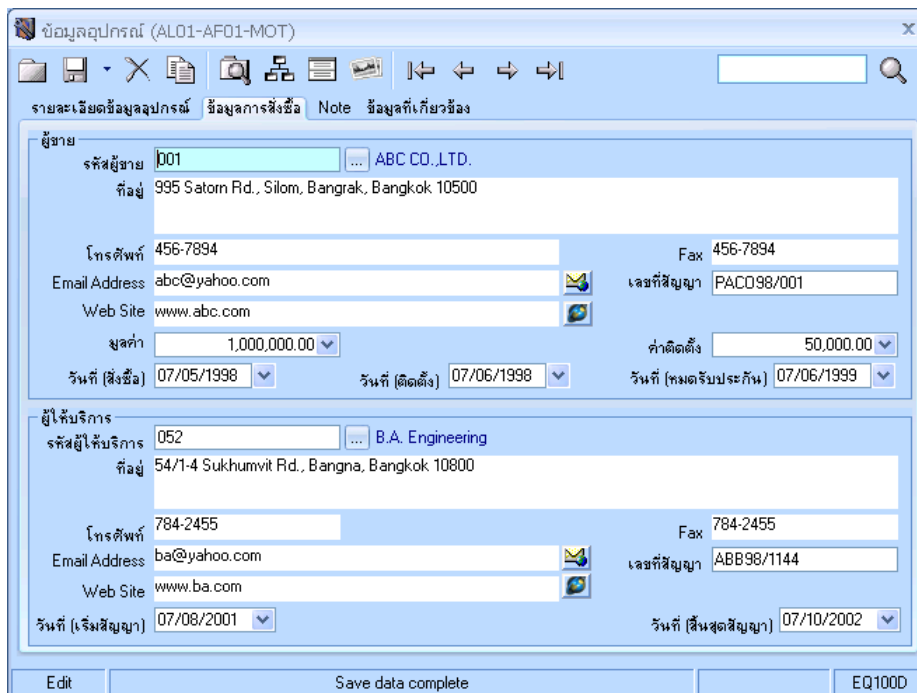 ข้อมูลอุปกรณ์ (AL01-AF01-MOT)
รายละเอียดข้อมูลอุปกรณ์ ข้อมูลการสั่งซื้อ Note ข้อมูลที่เกี่ยวข้อง
ผู้ขาย
รหัสผู้ขาย 001 ... ABC CO.,LTD.
ที่อยู่ 995 Satorn Rd., Silom, Bangrak, Bangkok 10500
โทรศัพท์ 456-7894 Fax 456-7894
Email Address abc@yahoo.com เลขที่สัญญา PACO98/001
Web Site www.abc.com
มูลค่า 1,000,000.00 ค่าติดตั้ง 50,000.00
วันที่ (สั่งซื้อ) 07/05/1998 วันที่ (ติดตั้ง) 07/06/1998 วันที่ (หมดรับประกัน) 07/06/1999
ผู้ให้บริการ
รหัสผู้ให้บริการ 052 ... B.A. Engineering
ที่อยู่ 54/1-4 Sukhumvit Rd., Bangna, Bangkok 10800
โทรศัพท์ 784-2455 Fax 784-2455
Email Address ba@yahoo.com เลขที่สัญญา ABB98/1144
Web Site www.ba.com
วันที่ (เริ่มสัญญา) 07/08/2001 วันที่ (สิ้นสุดสัญญา) 07/10/2002
Edit Save data complete EQ100D